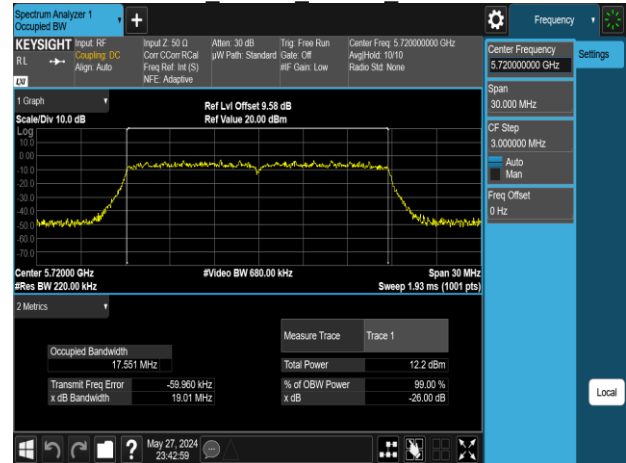 Spectrum Analyzer 1
Occupied BW
+
Frequency
KEYSIGHT
RL
LXI
Input: RF
Coupling: DC
Align: Auto
Input Z: 50 Ω
Corr CCorr RCal
Freq Ref: Int (S)
NFE: Adaptive
Atten: 30 dB
µW Path: Standard
Trig: Free Run
Gate: Off
#IF Gain: Low
Center Freq: 5.720000000 GHz
Avg|Hold: 10/10
Radio Std: None
Center Frequency
5.720000000 GHz
Settings
Span
30.000 MHz
CF Step
3.000000 MHz
Auto
Man
Freq Offset
0 Hz
Local
1 Graph
Scale/Div 10.0 dB
Ref Lvl Offset 9.58 dB
Ref Value 20.00 dBm
Log
10.0
0.00
-10.0
-20.0
-30.0
-40.0
-50.0
-60.0
-70.0
Center 5.72000 GHz
#Video BW 680.00 kHz
Span 30 MHz
#Res BW 220.00 kHz
Sweep 1.93 ms (1001 pts)
2 Metrics
Measure Trace Trace 1
Occupied Bandwidth
17.551 MHz
Total Power 12.2 dBm
Transmit Freq Error -59.960 kHz
% of OBW Power 99.00 %
x dB Bandwidth 19.01 MHz
x dB -26.00 dB
?
May 27, 2024
23:42:59